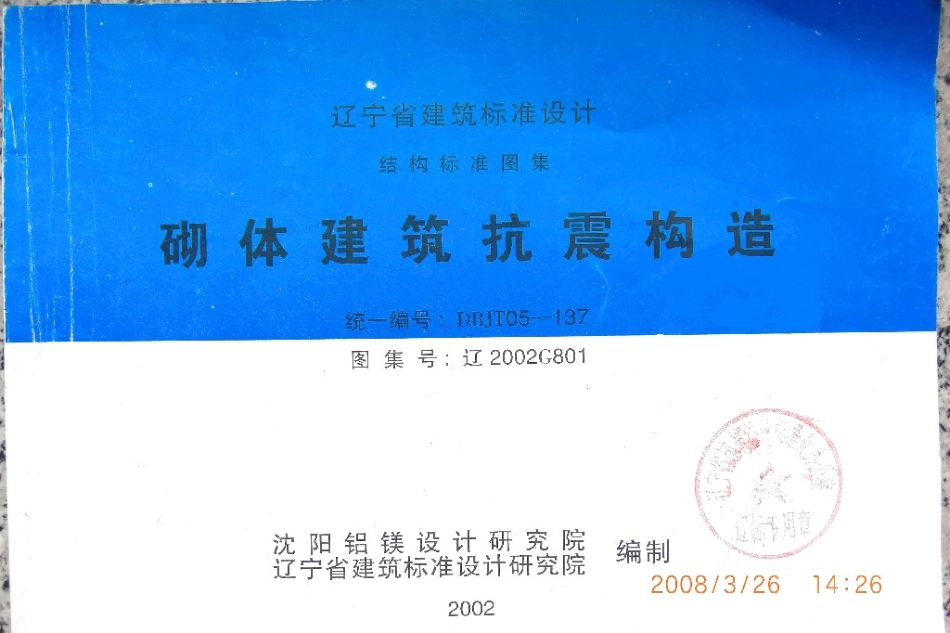 辽宁省建筑标准设计
结构标准图集
砌体建筑抗震构造
统一编号：DBJT05—137
图集号：辽2002G801
沈阳铝镁设计研究院
辽宁省建筑标准设计研究院
编制
2002
2008/3/26 14:26